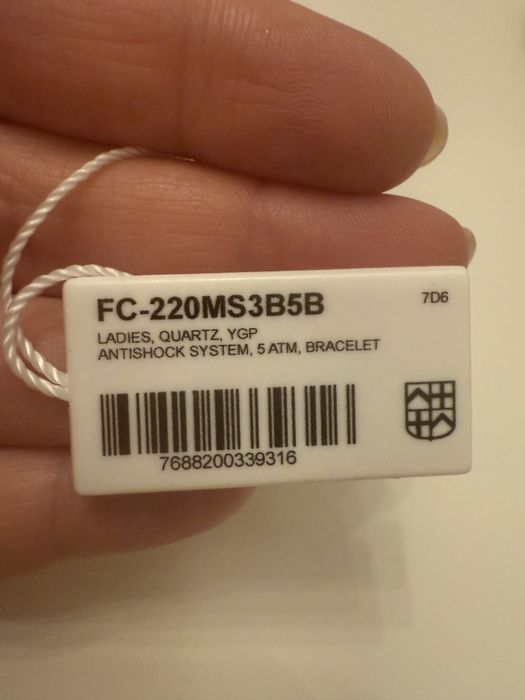 FC-220MS3B5B 7D6
LADIES, QUARTZ, YGP
ANTISHOCK SYSTEM, 5 ATM, BRACELET
7688200339316